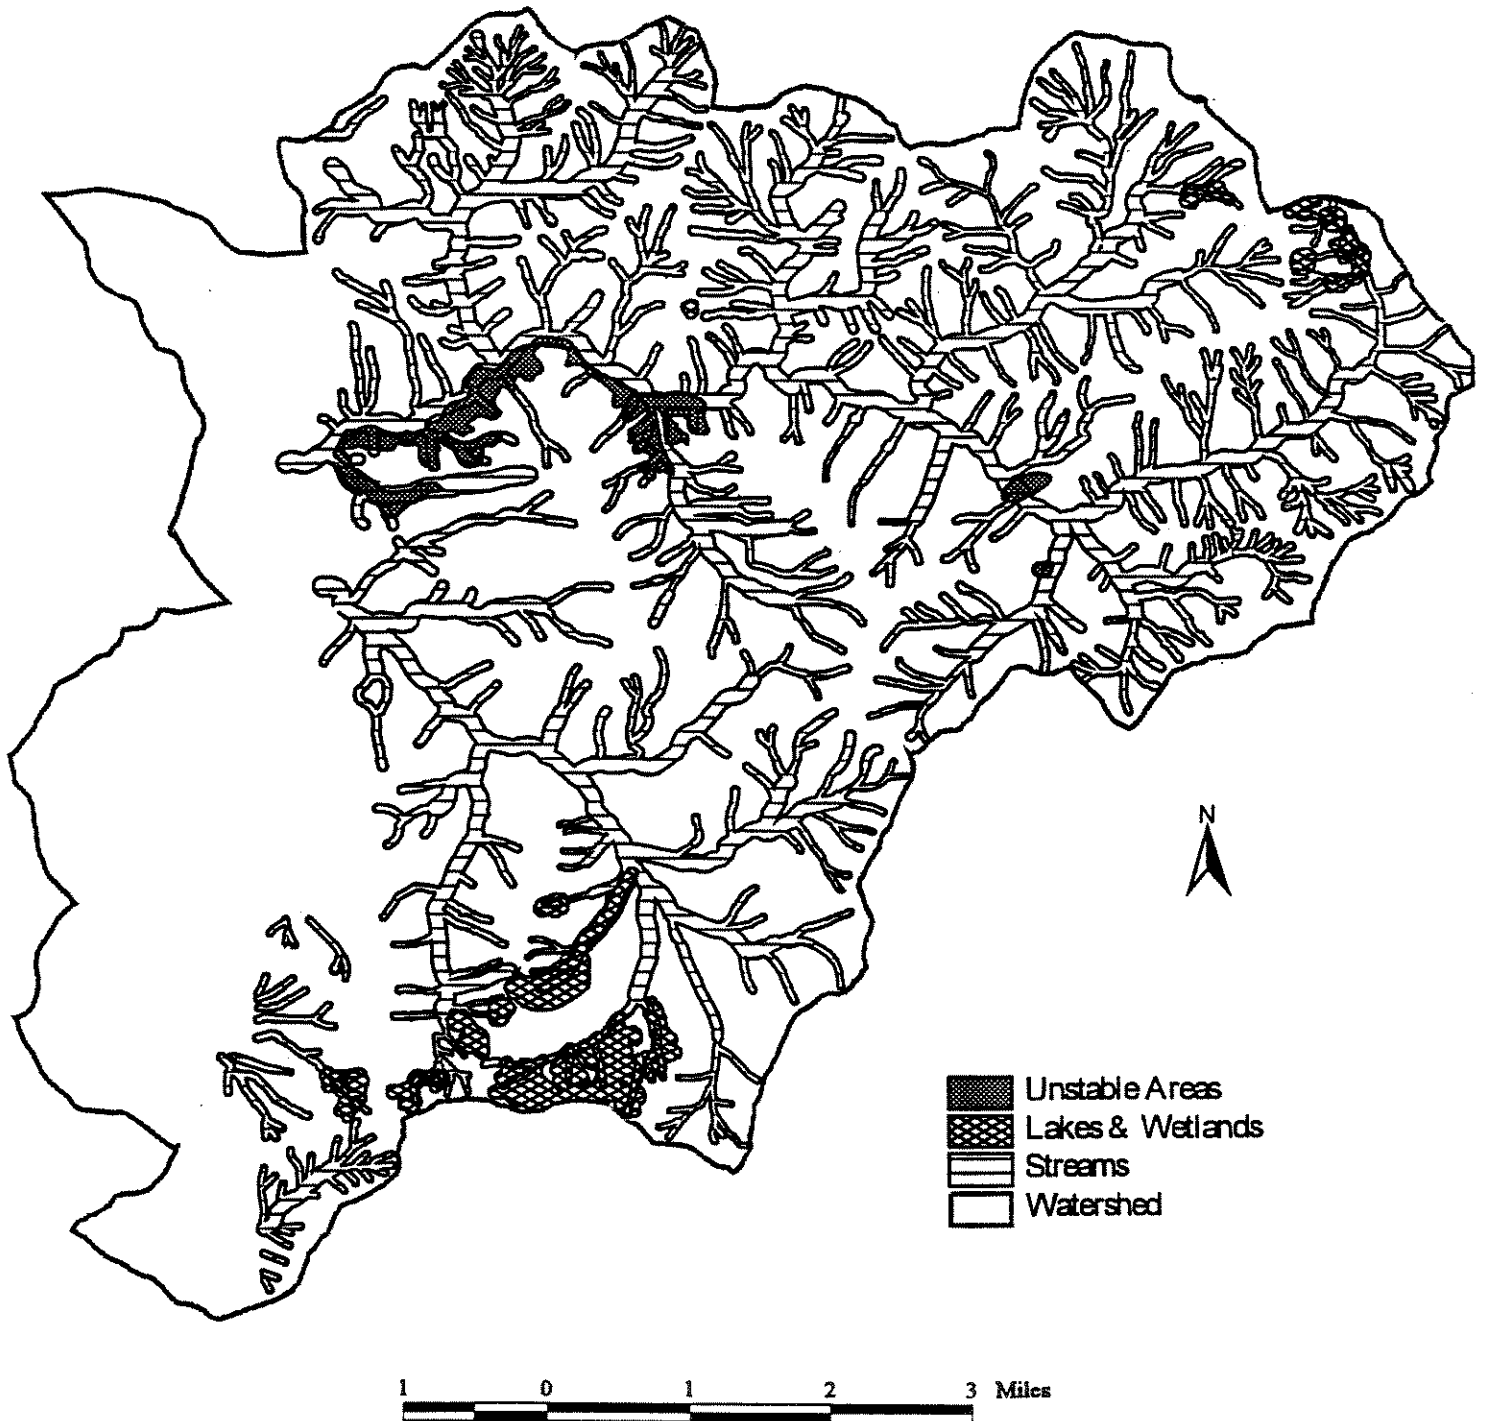 N
Unstable Areas
Lakes & Wetlands
Streams
Watershed
1 0 1 2 3 Miles